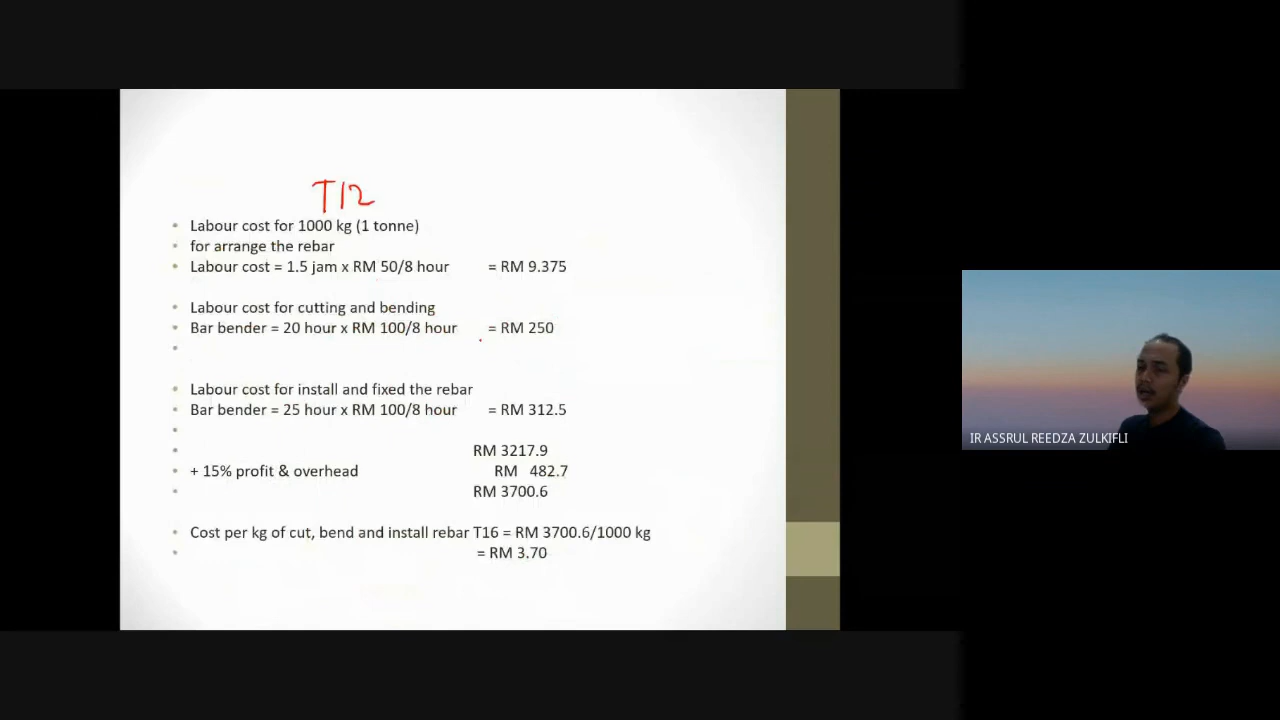 T12
Labour cost for 1000 kg (1 tonne)
for arrange the rebar
Labour cost = 1.5 jam x RM 50/8 hour = RM 9.375
Labour cost for cutting and bending
Bar bender = 20 hour x RM 100/8 hour = RM 250
Labour cost for install and fixed the rebar
Bar bender = 25 hour x RM 100/8 hour = RM 312.5
RM 3217.9
+ 15% profit & overhead RM 482.7
RM 3700.6
Cost per kg of cut, bend and install rebar T16 = RM 3700.6/1000 kg
= RM 3.70
IR ASSRUL REEDZA ZULKIFLI